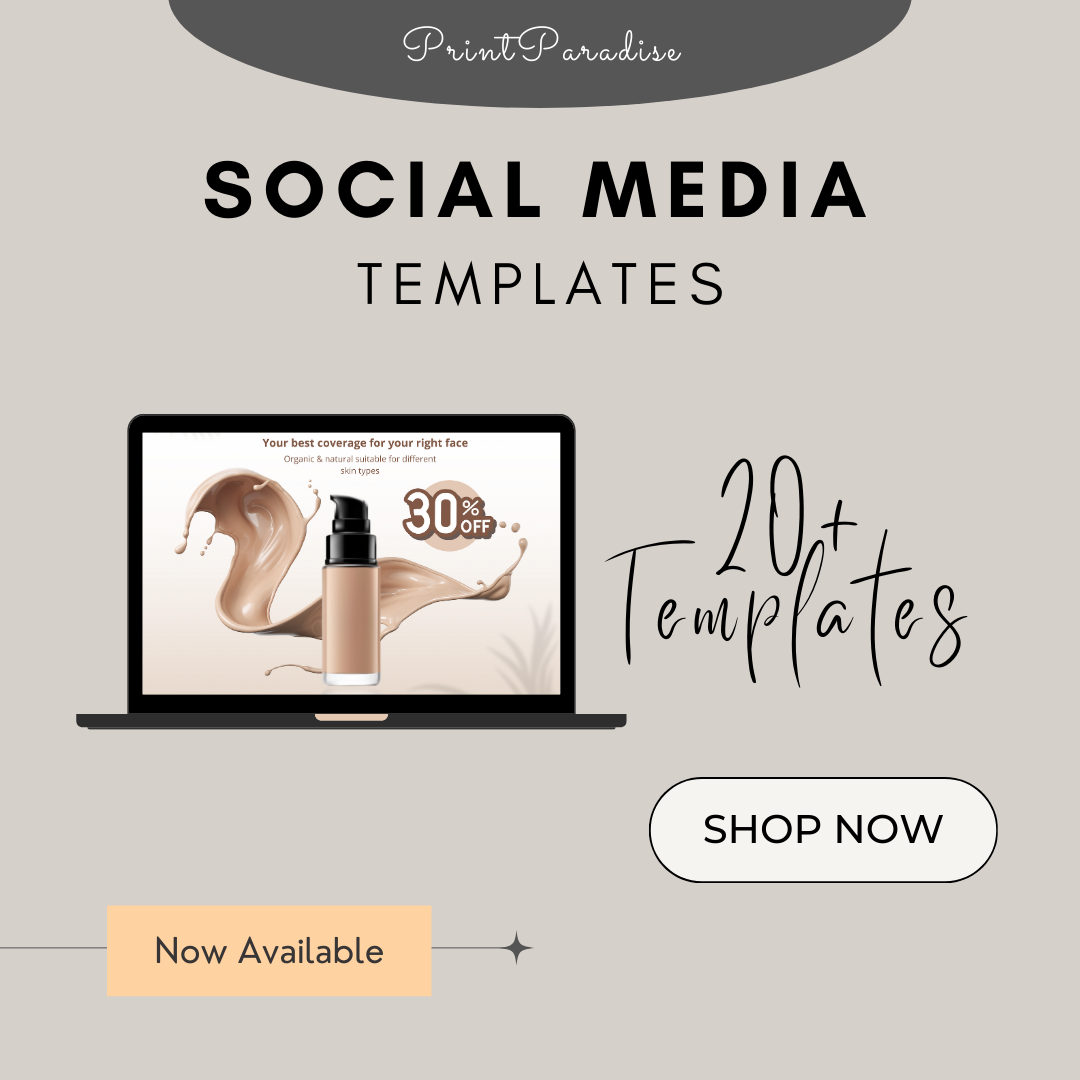 PrintParadise
SOCIAL MEDIA
TEMPLATES
Your best coverage for your right face
Organic & natural suitable for different
skin types
30% OFF
20+
Templates
SHOP NOW
Now Available